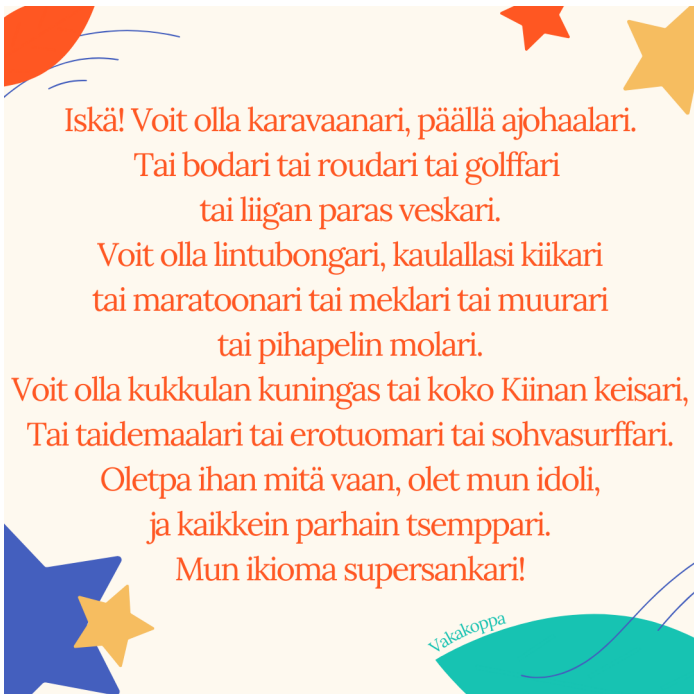 Iskä! Voit olla karavaanari, päällä ajohaalari.
Tai bodari tai roudari tai golffari
tai liigan paras veskari.
Voit olla lintubongari, kaulallasi kiikari
tai maratoonari tai meklari tai muurari
tai pihapelin molari.
Voit olla kukkulan kuningas tai koko Kiinan keisari,
Tai taidemaalari tai erotuomari tai sohvasurffari.
Oletpa ihan mitä vaan, olet mun idoli,
ja kaikkein parhain tsemppari.
Mun ikioma supersankari!
Vakakoppa